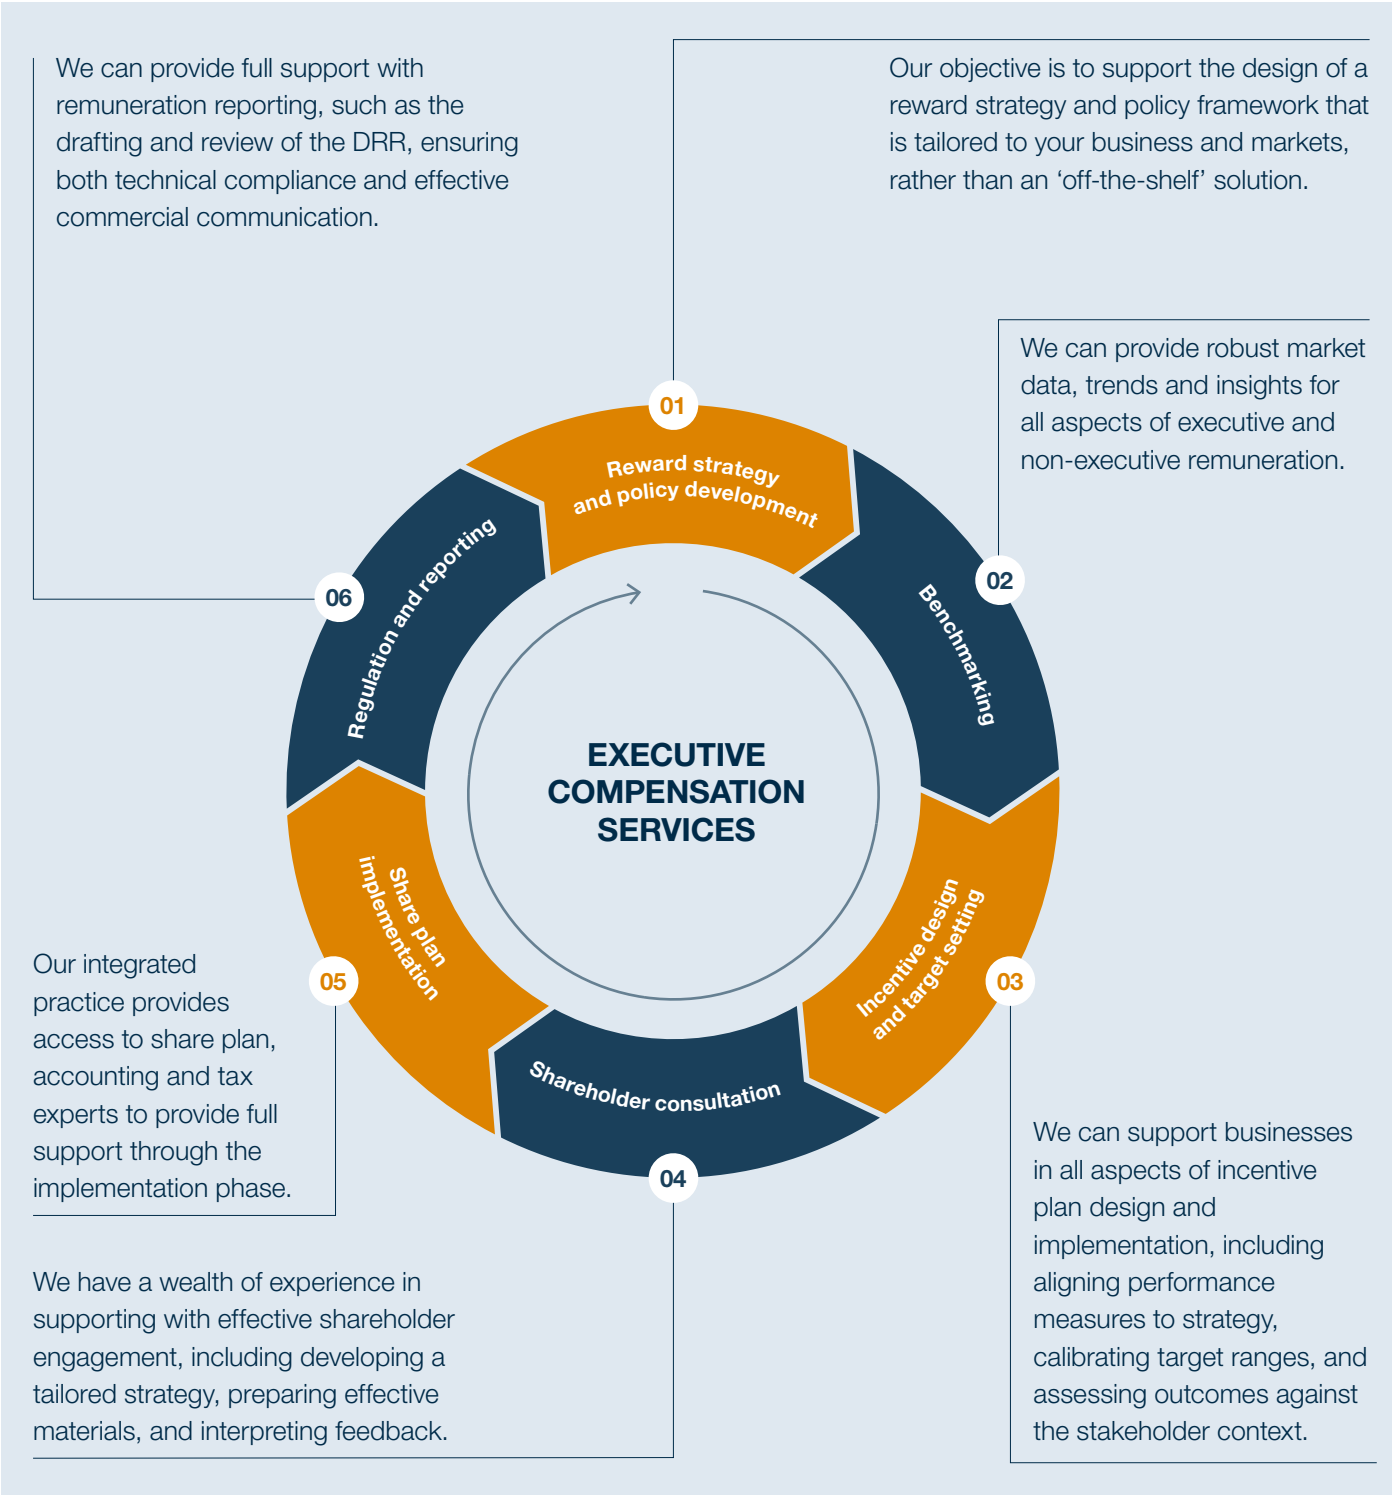 We can provide full support with
remuneration reporting, such as the
drafting and review of the DRR, ensuring
both technical compliance and effective
commercial communication.
Our objective is to support the design of a
reward strategy and policy framework that
is tailored to your business and markets,
rather than an ‘off-the-shelf’ solution.
We can provide robust market
data, trends and insights for
all aspects of executive and
non-executive remuneration.
01
Reward strategy
and policy development
02
Benchmarking
06
Regulation and reporting
EXECUTIVE
COMPENSATION
SERVICES
03
Incentive design
and target setting
05
Share plan
implementation
04
Shareholder consultation
Our integrated
practice provides
access to share plan,
accounting and tax
experts to provide full
support through the
implementation phase.
We can support businesses
in all aspects of incentive
plan design and
implementation, including
aligning performance
measures to strategy,
calibrating target ranges, and
assessing outcomes against
the stakeholder context.
We have a wealth of experience in
supporting with effective shareholder
engagement, including developing a
tailored strategy, preparing effective
materials, and interpreting feedback.